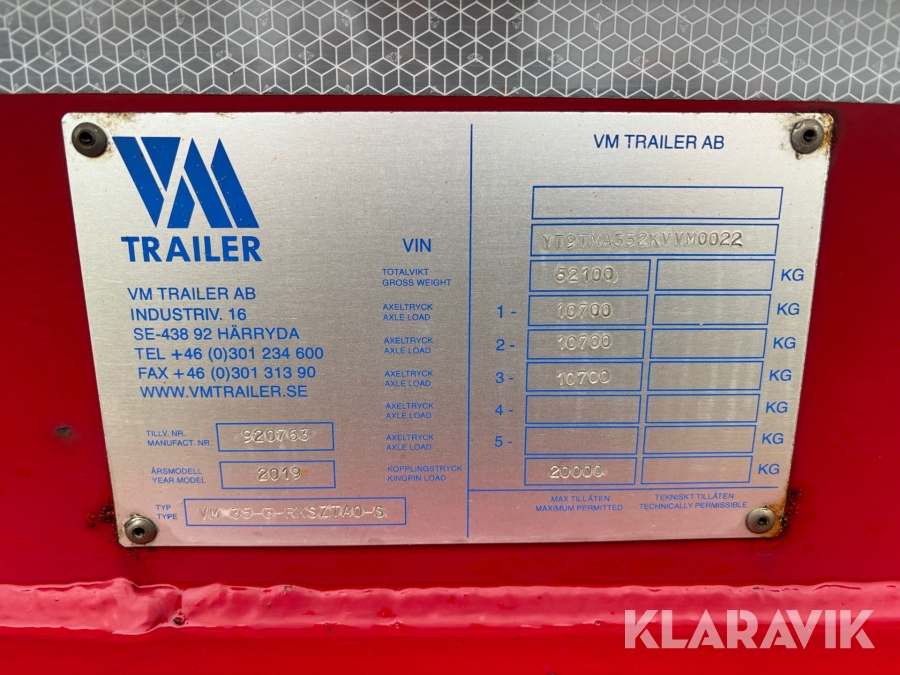 VM
TRAILER
VM TRAILER AB
INDUSTRIV. 16
SE-438 92 HÄRRYDA
TEL +46 (0)301 234 600
FAX +46 (0)301 313 90
WWW.VMTRAILER.SE
TILLV. NR.
MANUFACT. NR.
920763
ÅRSMODELL
YEAR MODEL
2019
TYP
TYPE
VM TRAILER AB
VIN
TOTALVIKT
GROSS WEIGHT
52100
KG
AXELTRYCK
AXLE LOAD
1 -
10700
KG
AXELTRYCK
AXLE LOAD
2 -
10700
KG
AXELTRYCK
AXLE LOAD
3 -
10700
KG
AXELTRYCK
AXLE LOAD
4 -
KG
AXELTRYCK
AXLE LOAD
5 -
KG
KOPPLINGSTRYCK
KINGPIN LOAD
20000
KG
MAX TILLÅTEN
MAXIMUM PERMITTED
TEKNISKT TILLÅTEN
TECHNICALLY PERMISSIBLE
KLARAVIK